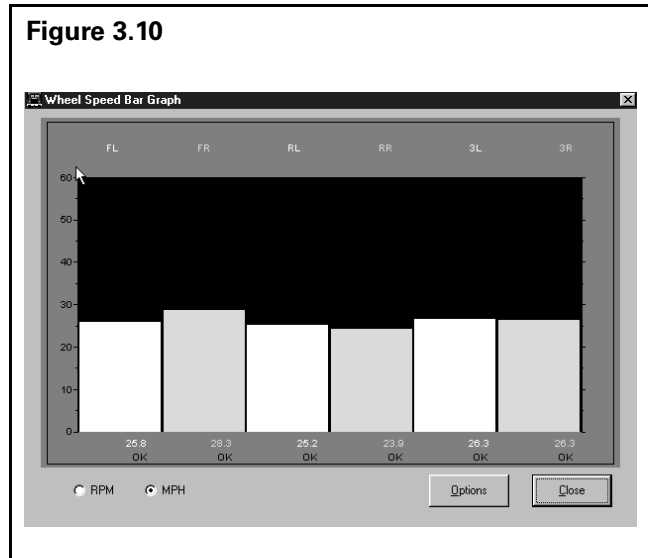 Figure 3.10
Wheel Speed Bar Graph
FL FR RL RR 3L 3R
60
50
40
30
20
10
0
25.8 28.3 25.2 23.9 26.3 26.3
OK OK OK OK OK OK
RPM MPH Options Close